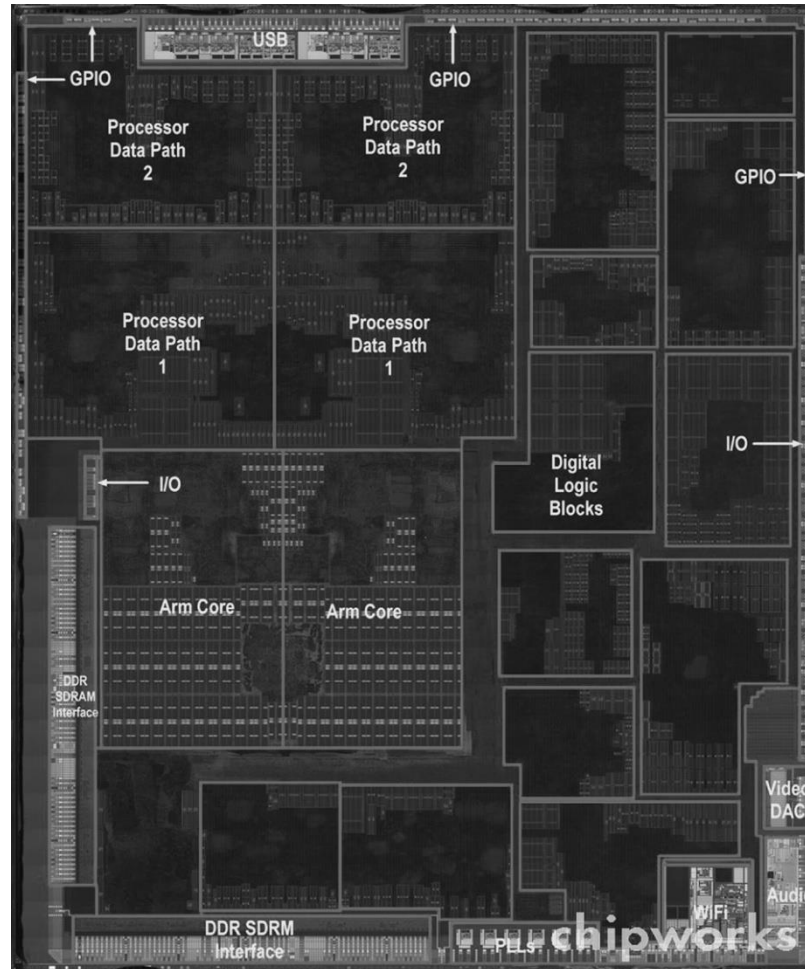 USB
GPIO
GPIO
Processor
Data Path
2
Processor
Data Path
2
GPIO
Processor
Data Path
1
Processor
Data Path
1
I/O
I/O
Digital
Logic
Blocks
Arm Core
Arm Core
DDR
SDRAM
Interface
Video
DAC
Audio
WiFi
DDR SDRM
Interface
PLLs
chipworks